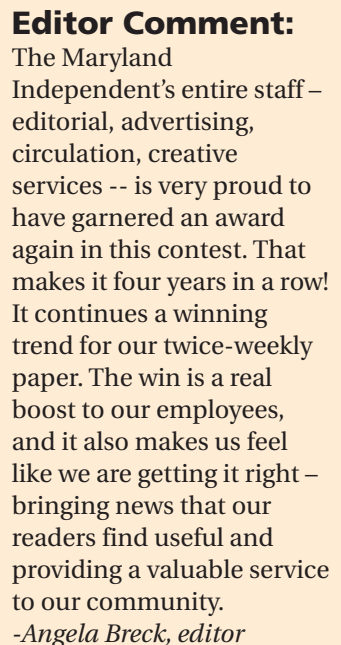 Editor Comment:
The Maryland
Independent’s entire staff –
editorial, advertising,
circulation, creative
services -- is very proud to
have garnered an award
again in this contest. That
makes it four years in a row!
It continues a winning
trend for our twice-weekly
paper. The win is a real
boost to our employees,
and it also makes us feel
like we are getting it right –
bringing news that our
readers find useful and
providing a valuable service
to our community.
-Angela Breck, editor